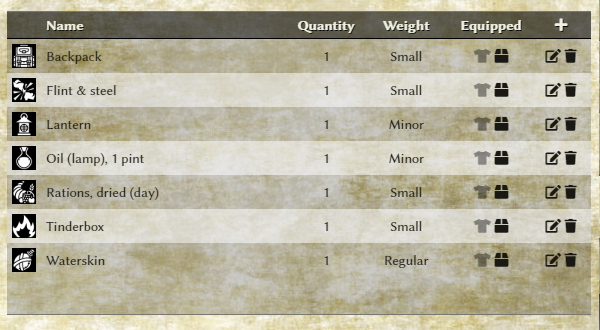 Name Quantity Weight Equipped +
Backpack 1 Small
Flint & steel 1 Small
Lantern 1 Minor
Oil (lamp), 1 pint 1 Minor
Rations, dried (day) 1 Small
Tinderbox 1 Small
Waterskin 1 Regular